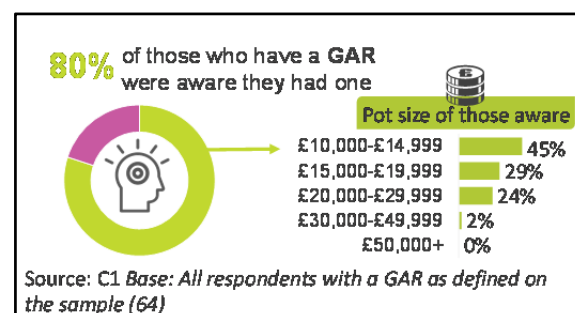 80% of those who have a GAR
were aware they had one
£
Pot size of those aware
£10,000-£14,999 45%
£15,000-£19,999 29%
£20,000-£29,999 24%
£30,000-£49,999 2%
£50,000+ 0%
Source: C1 Base: All respondents with a GAR as defined on
the sample (64)